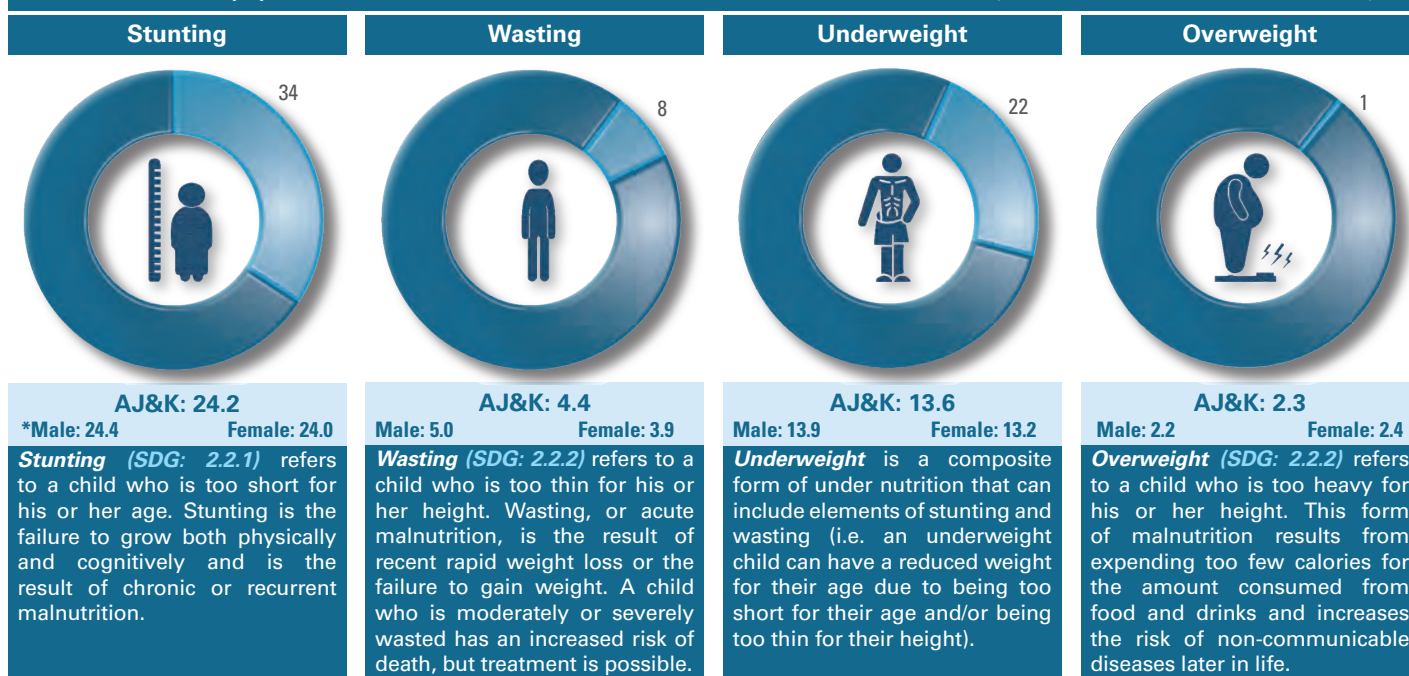 Stunting
34
AJ&K: 24.2
*Male: 24.4 Female: 24.0
Stunting (SDG: 2.2.1) refers
to a child who is too short for
his or her age. Stunting is the
failure to grow both physically
and cognitively and is the
result of chronic or recurrent
malnutrition.
Wasting
8
AJ&K: 4.4
Male: 5.0 Female: 3.9
Wasting (SDG: 2.2.2) refers to a
child who is too thin for his or
her height. Wasting, or acute
malnutrition, is the result of
recent rapid weight loss or the
failure to gain weight. A child
who is moderately or severely
wasted has an increased risk of
death, but treatment is possible.
Underweight
22
AJ&K: 13.6
Male: 13.9 Female: 13.2
Underweight is a composite
form of under nutrition that can
include elements of stunting and
wasting (i.e. an underweight
child can have a reduced weight
for their age due to being too
short for their age and/or being
too thin for their height).
Overweight
1
AJ&K: 2.3
Male: 2.2 Female: 2.4
Overweight (SDG: 2.2.2) refers
to a child who is too heavy for
his or her height. This form
of malnutrition results from
expending too few calories for
the amount consumed from
food and drinks and increases
the risk of non-communicable
diseases later in life.